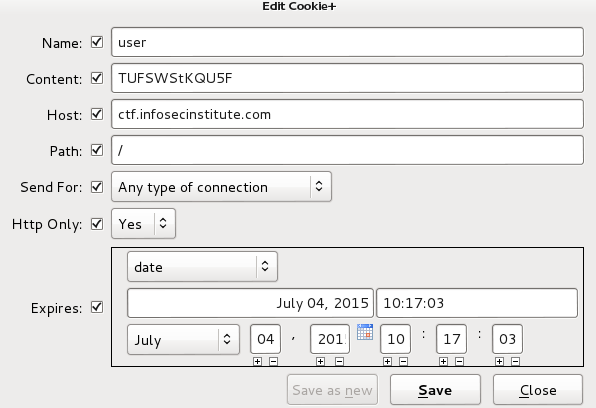 Edit Cookie+
Name: user
Content: TUFSWStKQU5F
Host: ctf.infosecinstitute.com
Path: /
Send For: Any type of connection
Http Only: Yes
date
Expires: July 04, 2015 10:17:03
July 04 , 201 10 : 17 : 03
Save as new Save Close